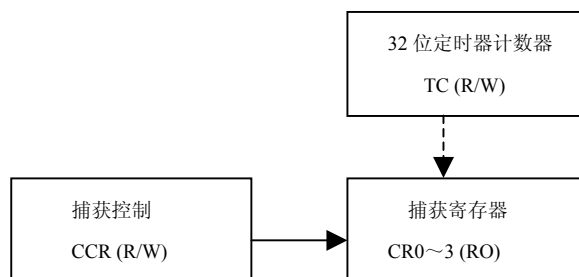 32 位定时器计数器
TC (R/W)
捕获控制
CCR (R/W)
捕获寄存器
CR0～3 (RO)